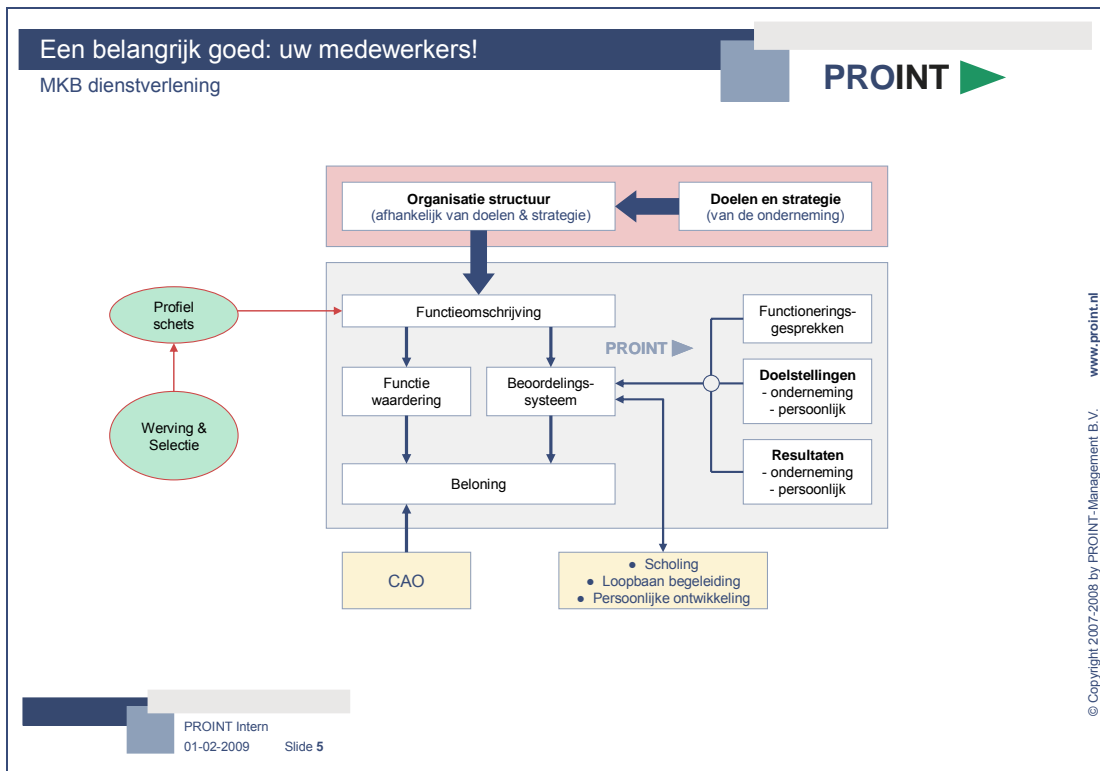 Een belangrijk goed: uw medewerkers!
MKB dienstverlening
PROINT
Organisatie structuur
(afhankelijk van doelen & strategie)
Doelen en strategie
(van de onderneming)
Profiel
schets
Werving &
Selectie
Functieomschrijving
PROINT
Functie
waardering
Beoordelings-
systeem
Beloning
Functionerings-
gesprekken
Doelstellingen
- onderneming
- persoonlijk
Resultaten
- onderneming
- persoonlijk
CAO
● Scholing
● Loopbaan begeleiding
● Persoonlijke ontwikkeling
© Copyright 2007-2008 by PROINT-Management B.V. www.proint.nl
PROINT Intern
01-02-2009 Slide 5